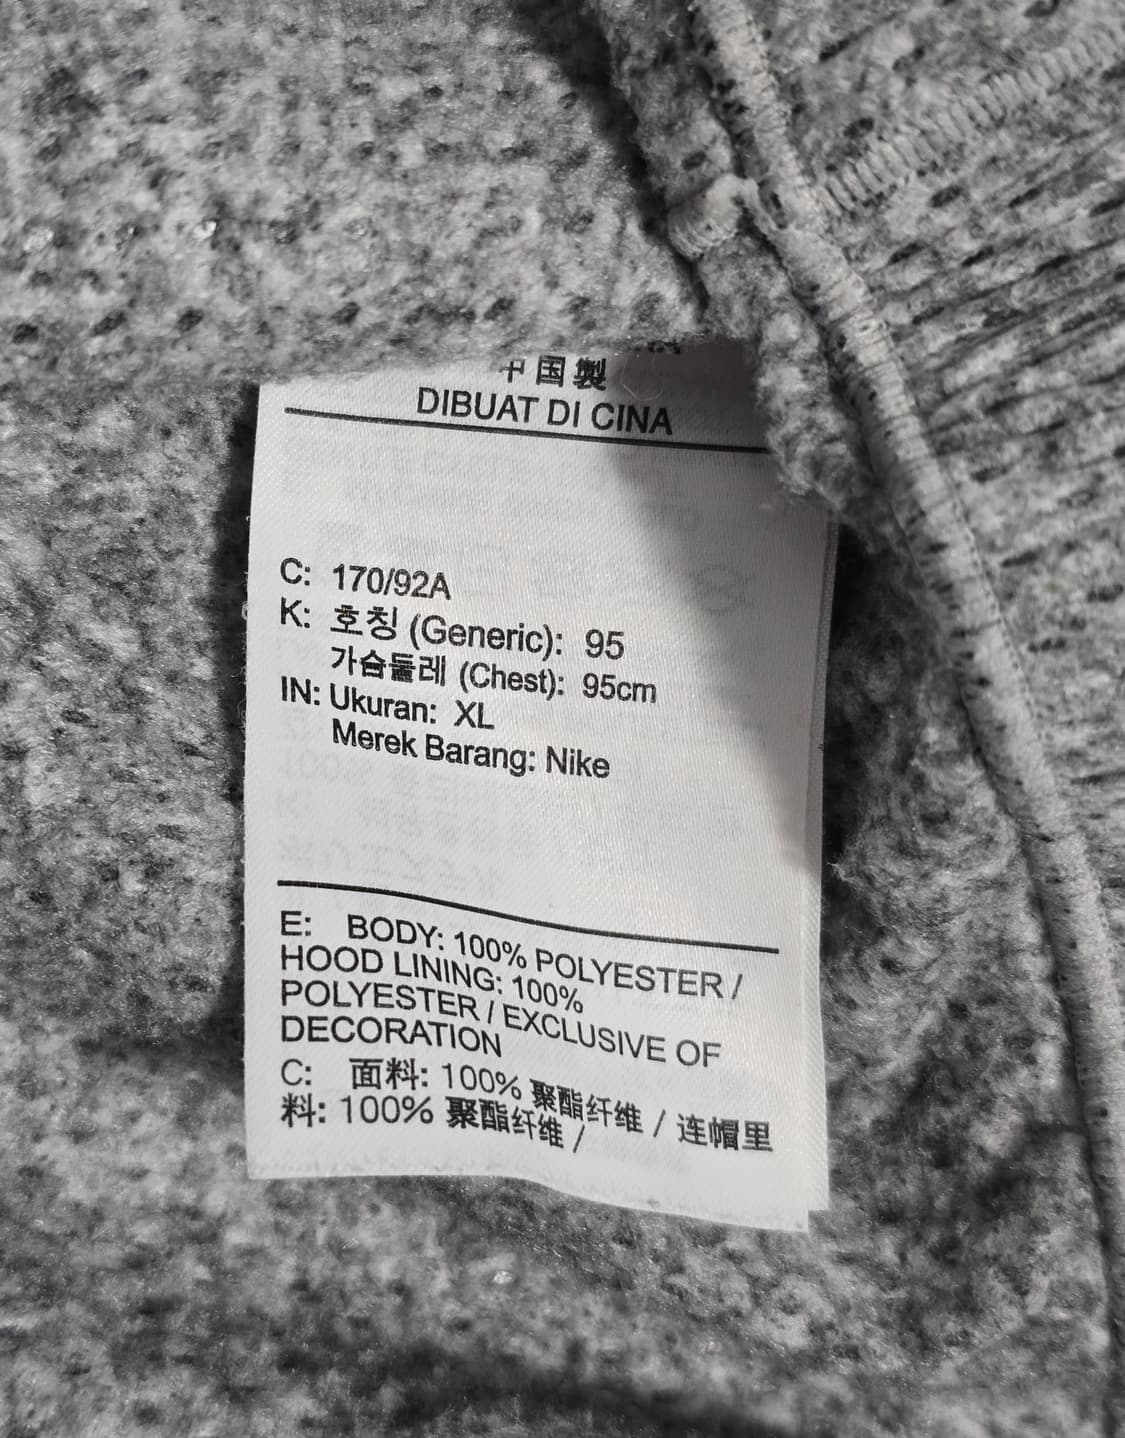 中国製
DIBUAT DI CINA
C: 170/92A
K: 호칭 (Generic): 95
가슴둘레 (Chest): 95cm
IN: Ukuran: XL
Merek Barang: Nike
E: BODY: 100% POLYESTER /
HOOD LINING: 100%
POLYESTER / EXCLUSIVE OF
DECORATION
C: 面料: 100% 聚酯纤维 / 连帽里
料: 100% 聚酯纤维 /